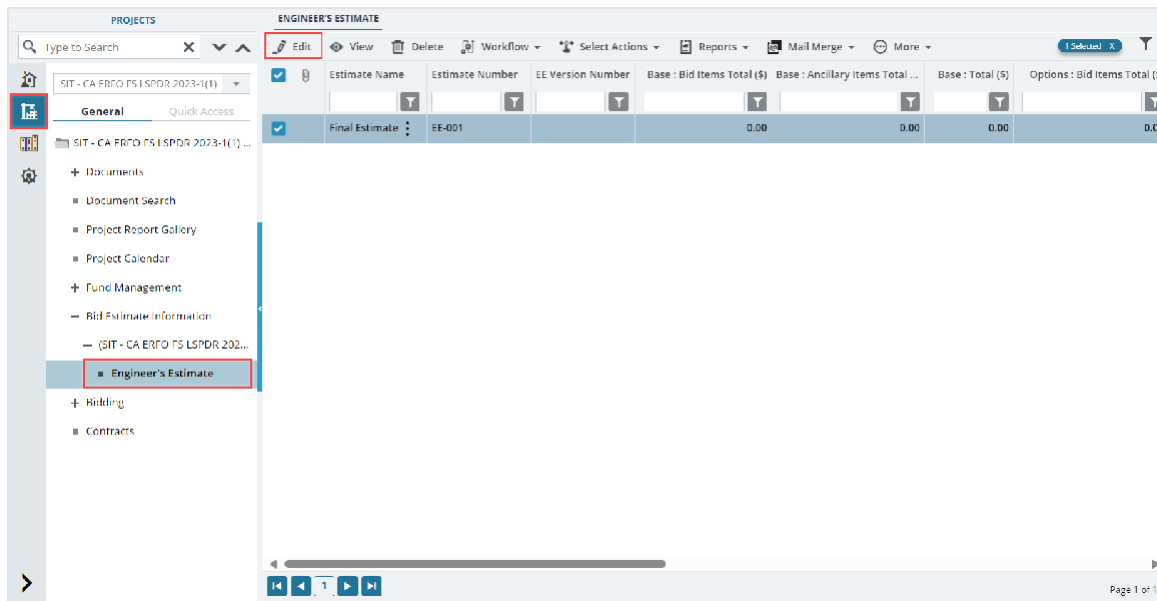 PROJECTS
ENGINEER'S ESTIMATE
Type to Search
Edit View Delete Workflow Select Actions Reports Mail Merge More
1 Selected X
SIT - CA ERFO FS LSPDR 2023-1(1)
General Quick Access
Estimate Name Estimate Number EE Version Number Base : Bid Items Total ($) Base : Ancillary Items Total ... Base : Total ($) Options : Bid Items Total (
Final Estimate EE-001 0.00 0.00 0.00 0.0
SIT - CA ERFO FS LSPDR 2023-1(1) ...
Documents
Document Search
Project Report Gallery
Project Calendar
Fund Management
Bid Estimate Information
(SIT - CA ERFO FS LSPDR 202...
Engineer's Estimate
Bidding
Contracts
1
Page 1 of 1